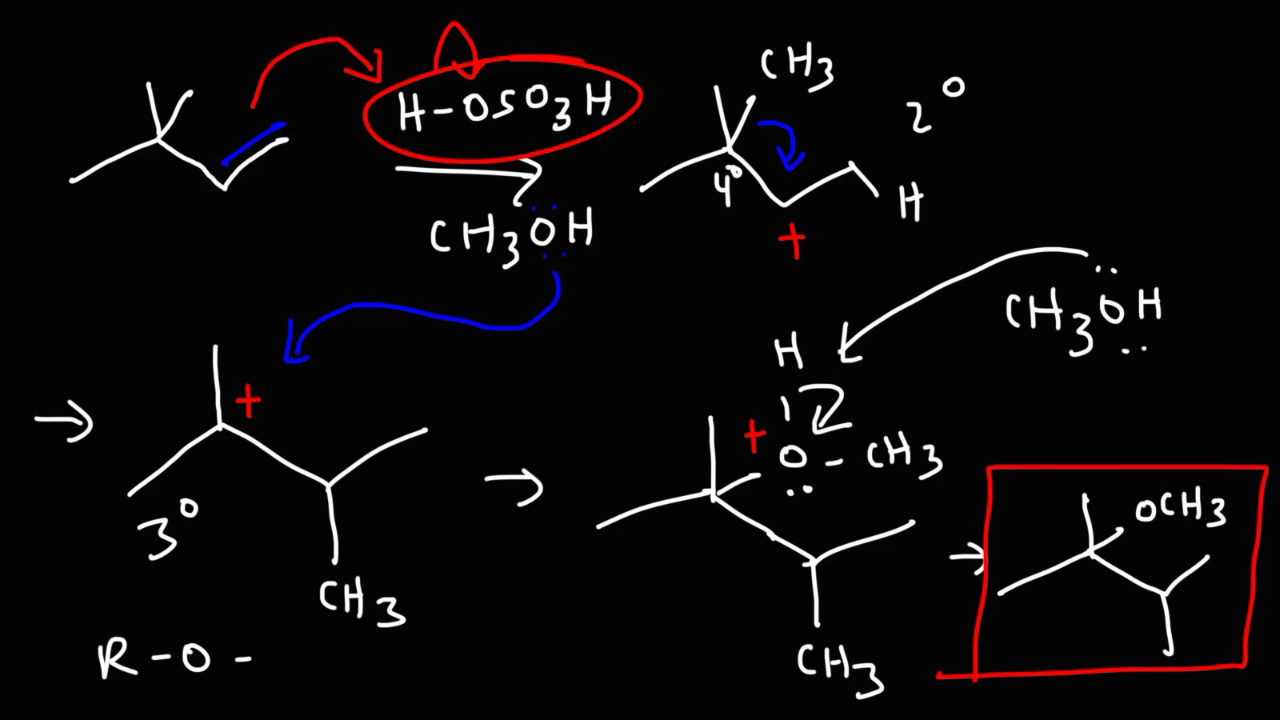 H-OSO3H
CH3OH
CH3
2°
4°
H
+
CH3OH
+
3°
CH3
H
+
O-CH3
CH3
OCH3
R-O-